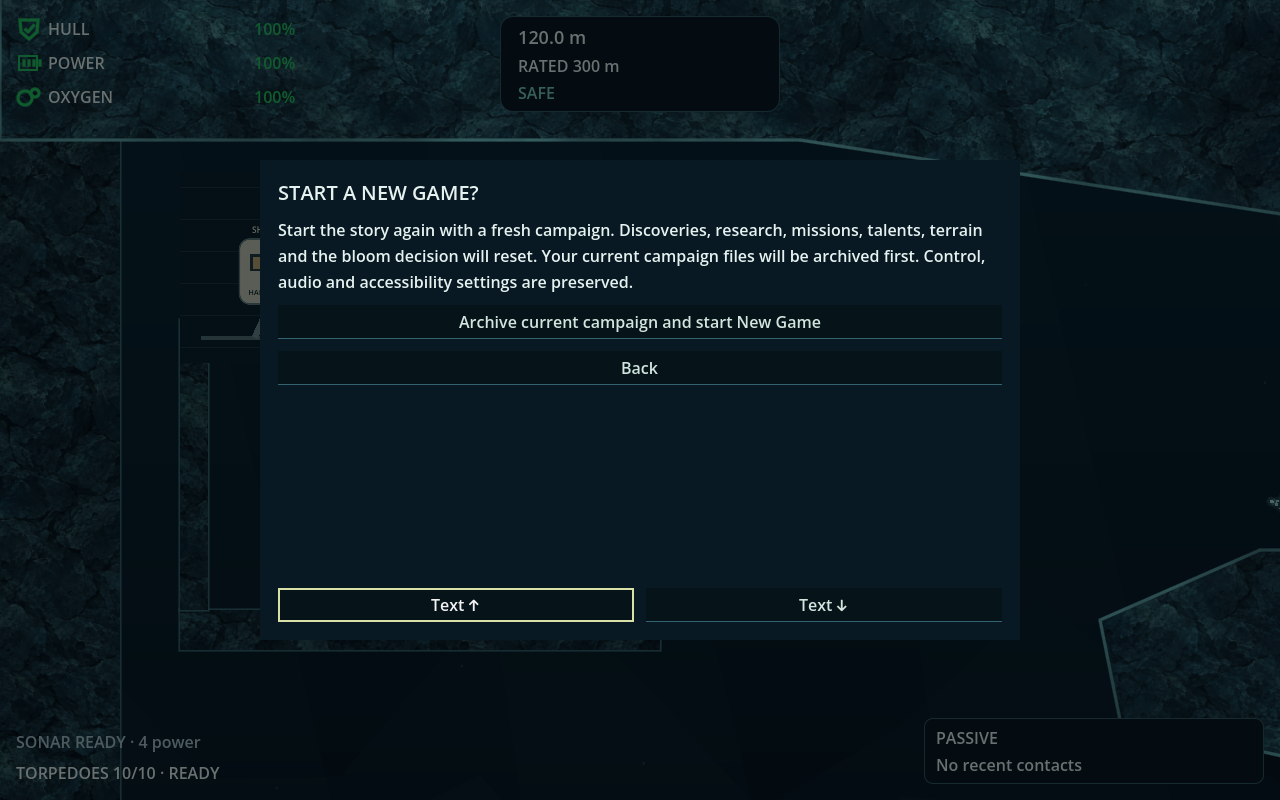 HULL 100%
POWER 100%
OXYGEN 100%
120.0 m
RATED 300 m
SAFE
START A NEW GAME?
Start the story again with a fresh campaign. Discoveries, research, missions, talents, terrain
and the bloom decision will reset. Your current campaign files will be archived first. Control,
audio and accessibility settings are preserved.
Archive current campaign and start New Game
Back
Text ↑
Text ↓
SONAR READY · 4 power
TORPEDOES 10/10 · READY
PASSIVE
No recent contacts